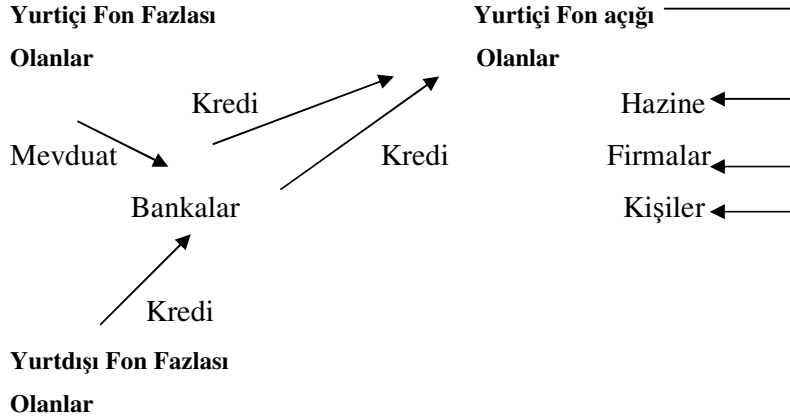 Yurtiçi Fon Fazlası
Olanlar
Yurtiçi Fon açığı
Olanlar
Kredi
Hazine
Mevduat
Kredi
Firmalar
Bankalar
Kişiler
Kredi
Yurtdışı Fon Fazlası
Olanlar